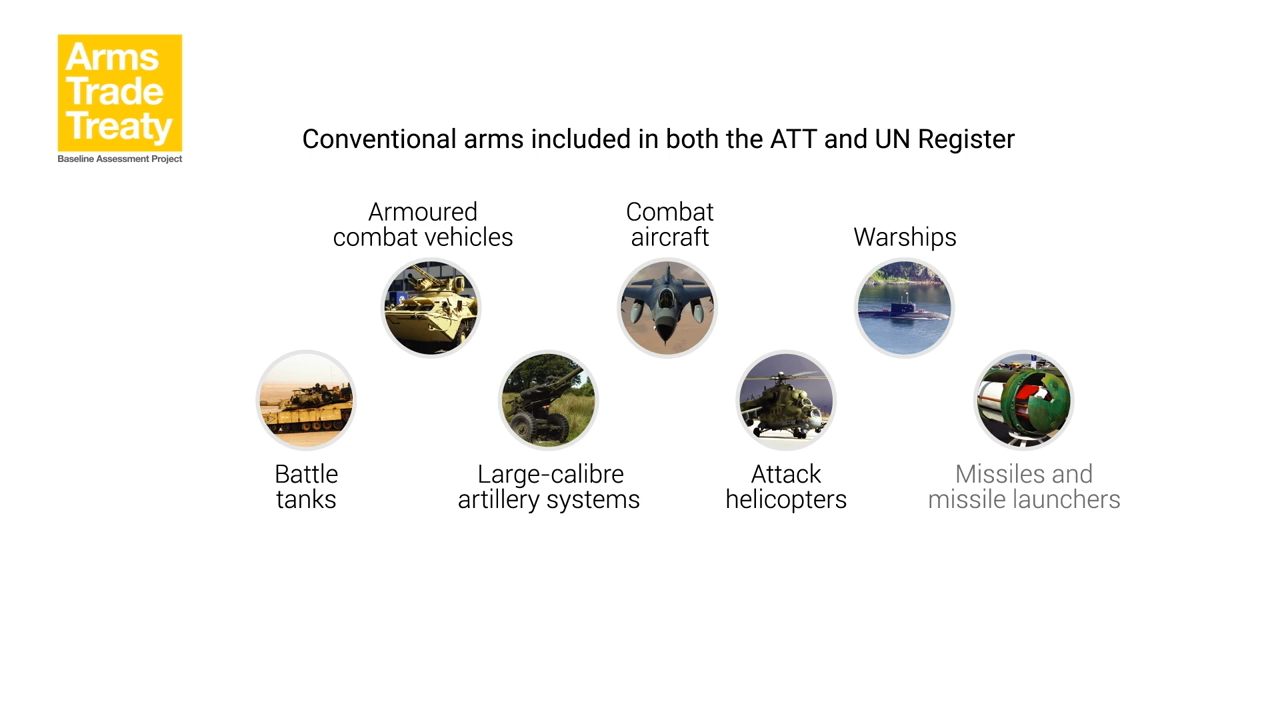 Arms
Trade
Treaty
Baseline Assessment Project
Conventional arms included in both the ATT and UN Register
Armoured
combat vehicles
Combat
aircraft
Warships
Battle
tanks
Large-calibre
artillery systems
Attack
helicopters
Missiles and
missile launchers